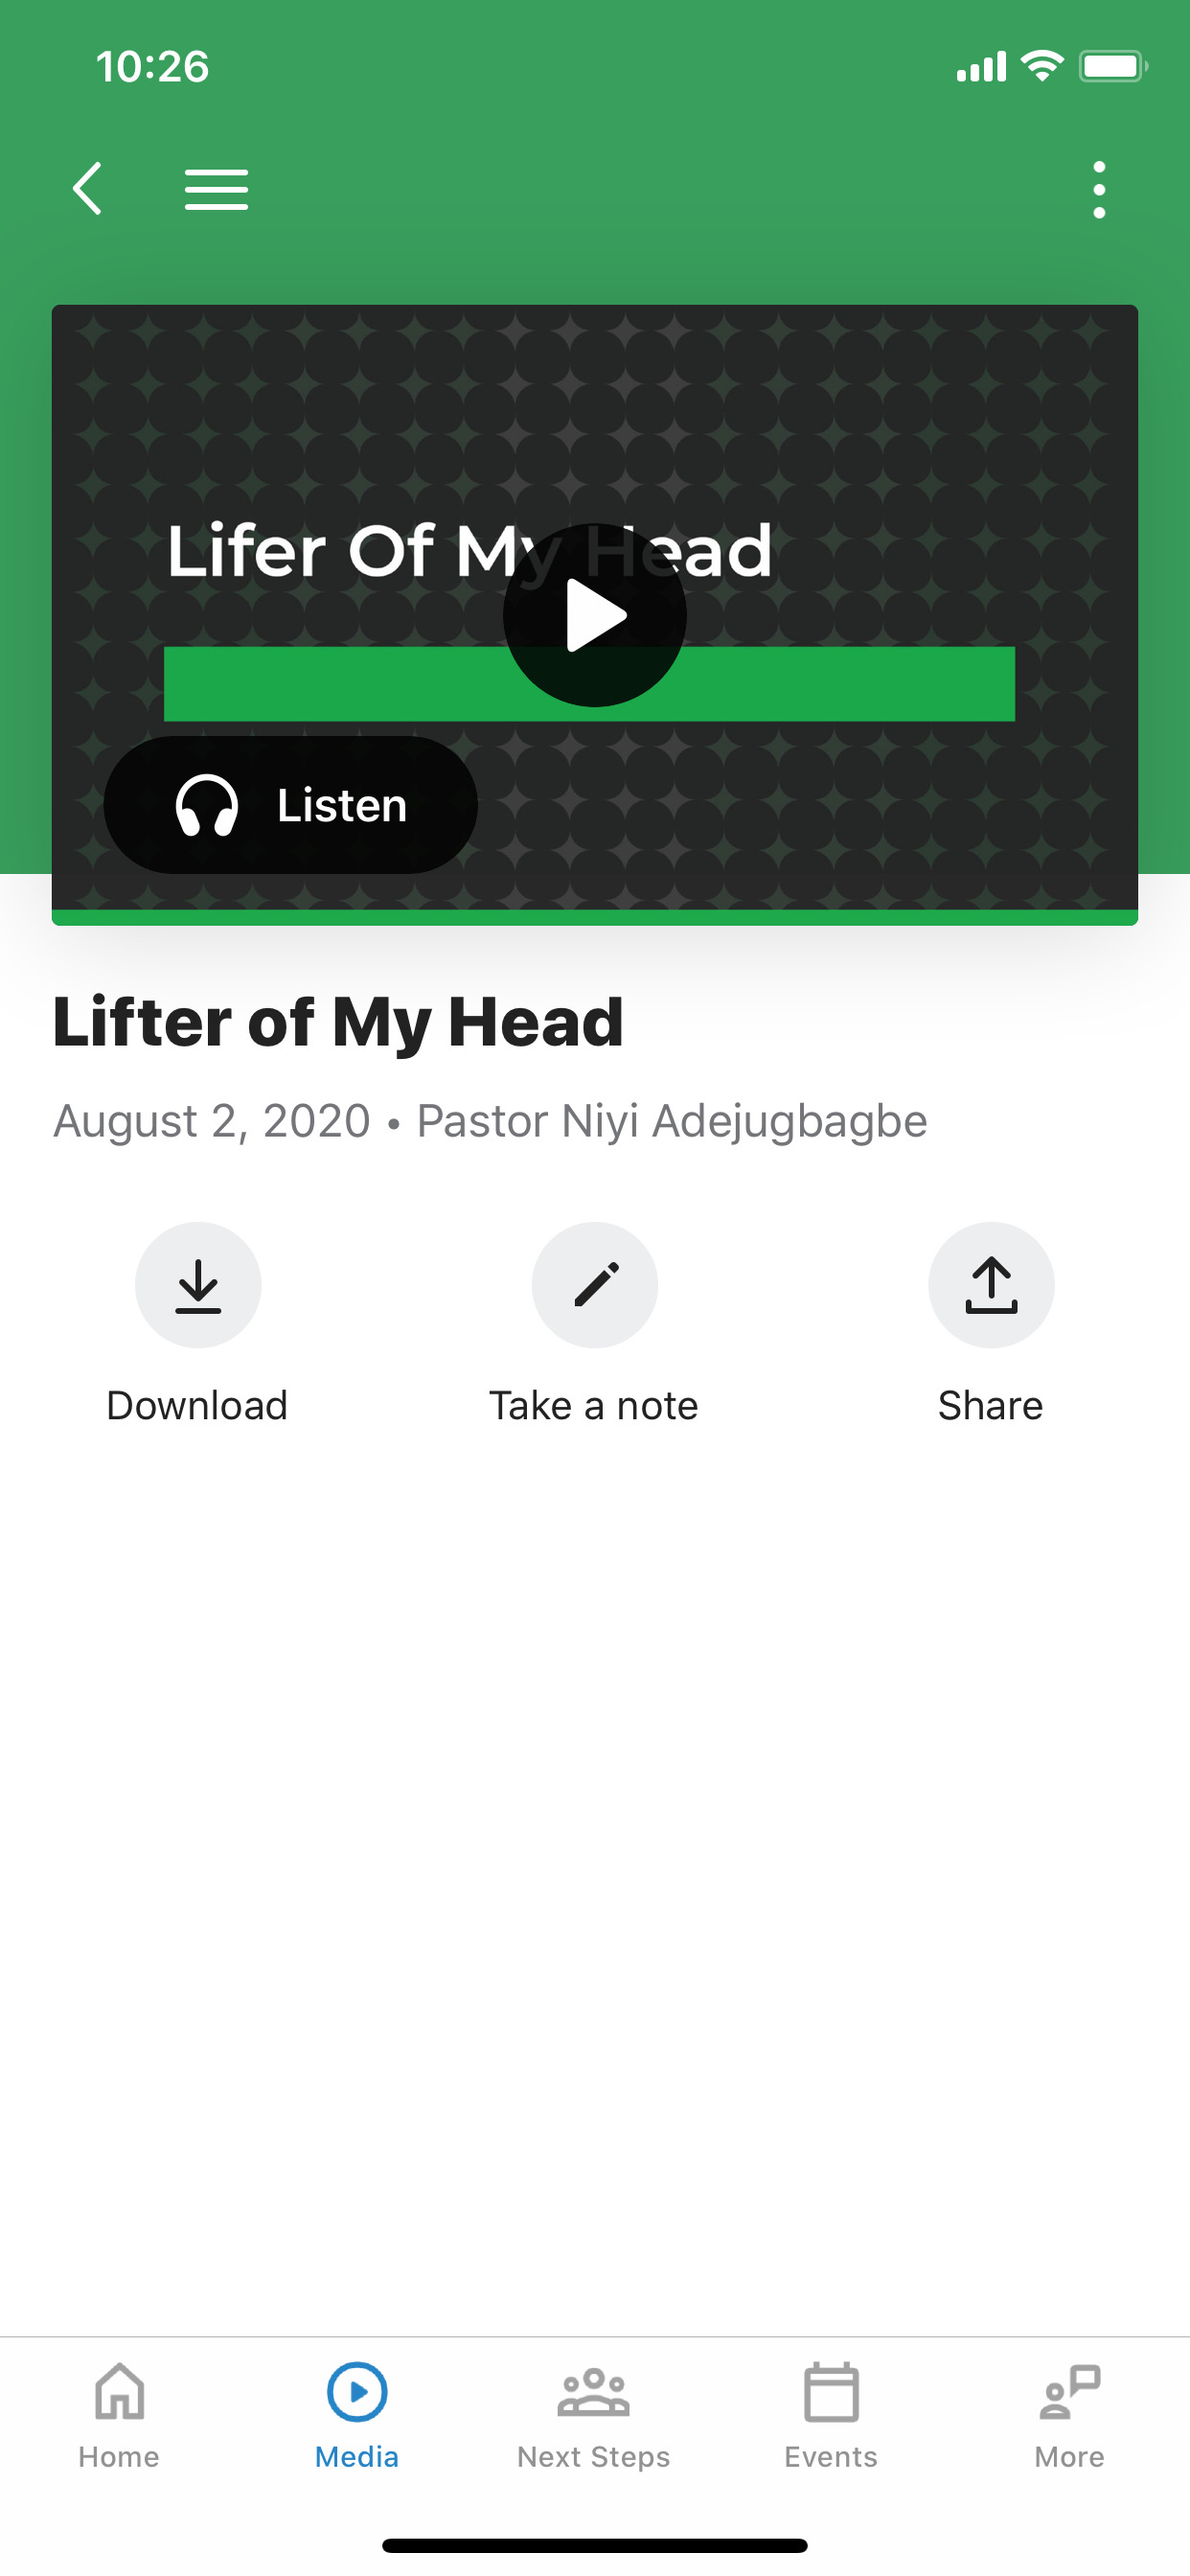 10:26
Lifer Of My Head
Listen
Lifter of My Head
August 2, 2020 • Pastor Niyi Adejugbagbe
Download
Take a note
Share
Home
Media
Next Steps
Events
More